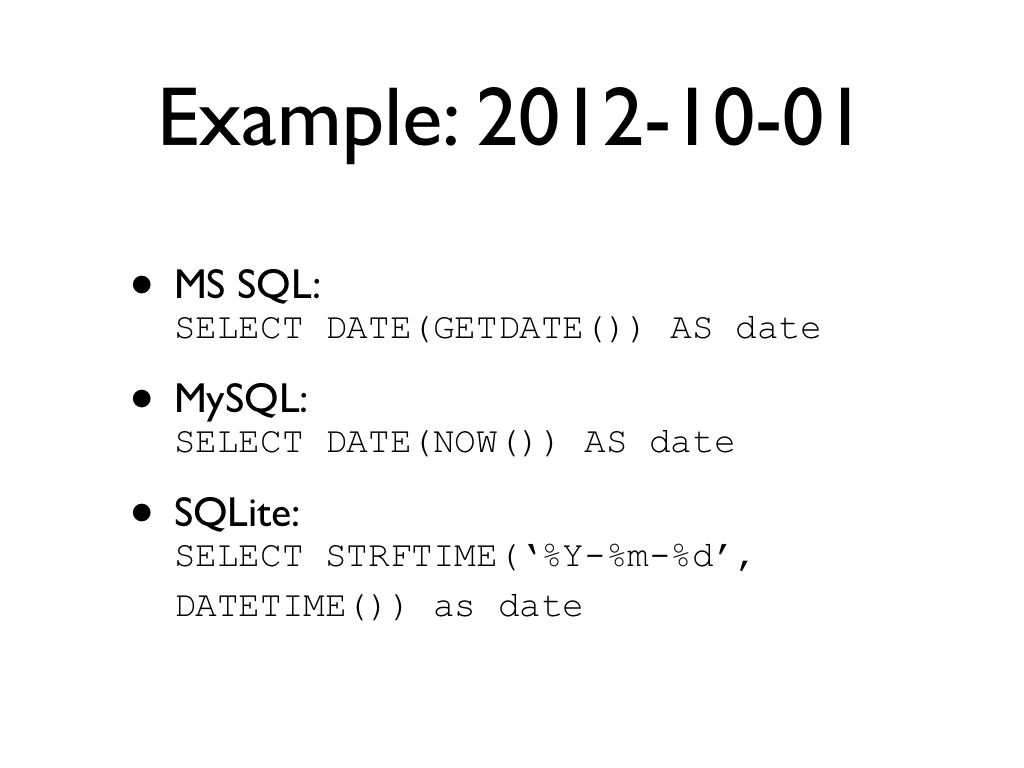 Example: 2012-10-01
• MS SQL:
SELECT DATE(GETDATE()) AS date
• MySQL:
SELECT DATE(NOW()) AS date
• SQLite:
SELECT STRFTIME(‘%Y-%m-%d’,
DATETIME()) as date